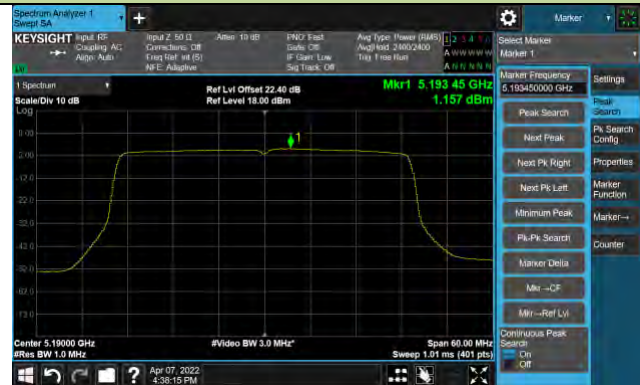 Spectrum Analyzer 1
Swept SA
+
Marker
KEYSIGHT
Input: RF
Coupling: AC
Align: Auto
Input Z: 50 Ω
Corrections: Off
Freq Ref: Int (S)
NFE: Adaptive
Atten: 10 dB
PNO: Fast
Gate: Off
IF Gain: Low
Sig Track: Off
Avg Type: Power (RMS)
Avg|Hold: 2400/2400
Trig: Free Run
1 2 3 4 5 6
A W W W W W
A N N N N N
Select Marker
Marker 1
1 Spectrum
Scale/Div 10 dB
Log
Ref Lvl Offset 22.40 dB
Ref Level 18.00 dBm
Mkr1 5.193 45 GHz
1.157 dBm
1
8.00
-2.00
-12.0
-22.0
-32.0
-42.0
-52.0
-62.0
-72.0
Center 5.19000 GHz
#Res BW 1.0 MHz
#Video BW 3.0 MHz*
Span 60.00 MHz
Sweep 1.01 ms (401 pts)
Marker Frequency
5.193450000 GHz
Peak Search
Next Peak
Next Pk Right
Next Pk Left
Minimum Peak
Pk-Pk Search
Marker Delta
Mkr→CF
Mkr→Ref Lvl
Continuous Peak
Search
On
Off
Settings
Peak
Search
Pk Search
Config
Properties
Marker
Function
Marker→
Counter
?
Apr 07, 2022
4:38:15 PM